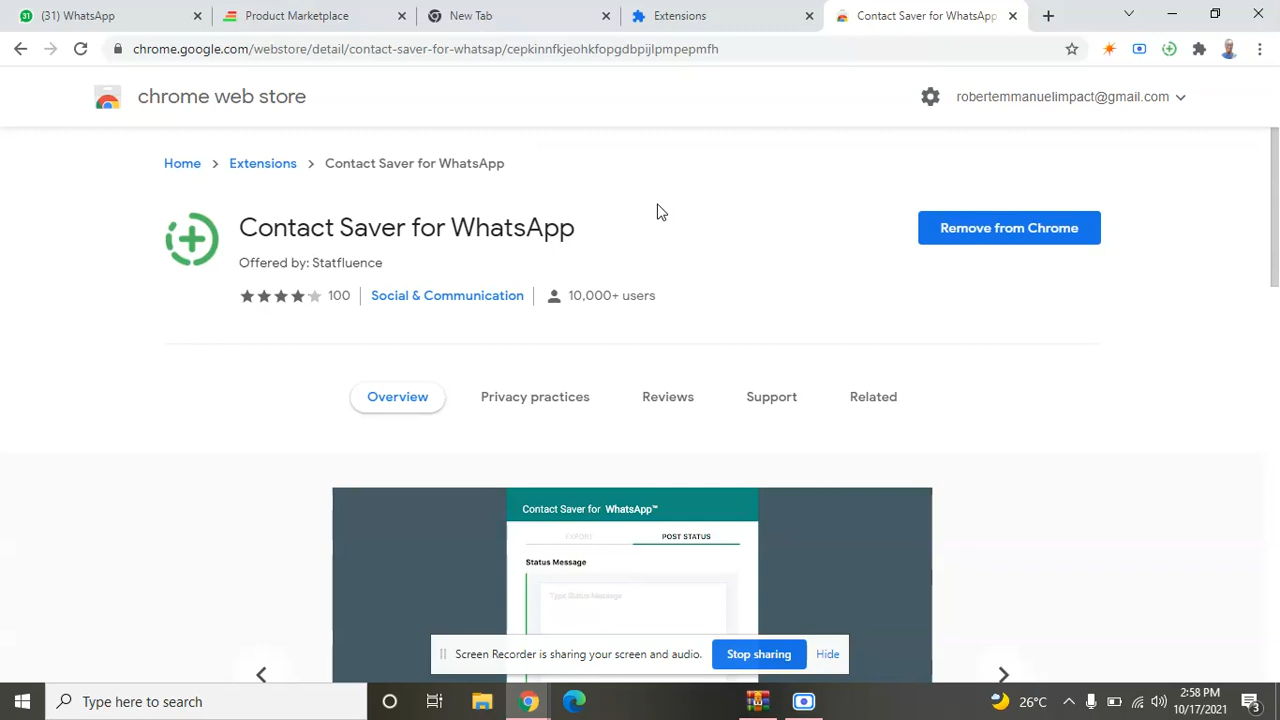 (31) WhatsApp
Product Marketplace
New Tab
Extensions
Contact Saver for WhatsApp
chrome.google.com/webstore/detail/contact-saver-for-whatsap/cepkinnfkjeohkfopgdbpijlpmpepmfh
chrome web store
robertemmanuelimpact@gmail.com
Home > Extensions > Contact Saver for WhatsApp
Contact Saver for WhatsApp
Remove from Chrome
Offered by: Statfluence
100 | Social & Communication | 10,000+ users
Overview
Privacy practices
Reviews
Support
Related
Contact Saver for WhatsApp™
EXPORT
POST STATUS
Status Message
Type Status Message
Screen Recorder is sharing your screen and audio.
Stop sharing
Hide
Type here to search
26°C
2:58 PM
10/17/2021
3